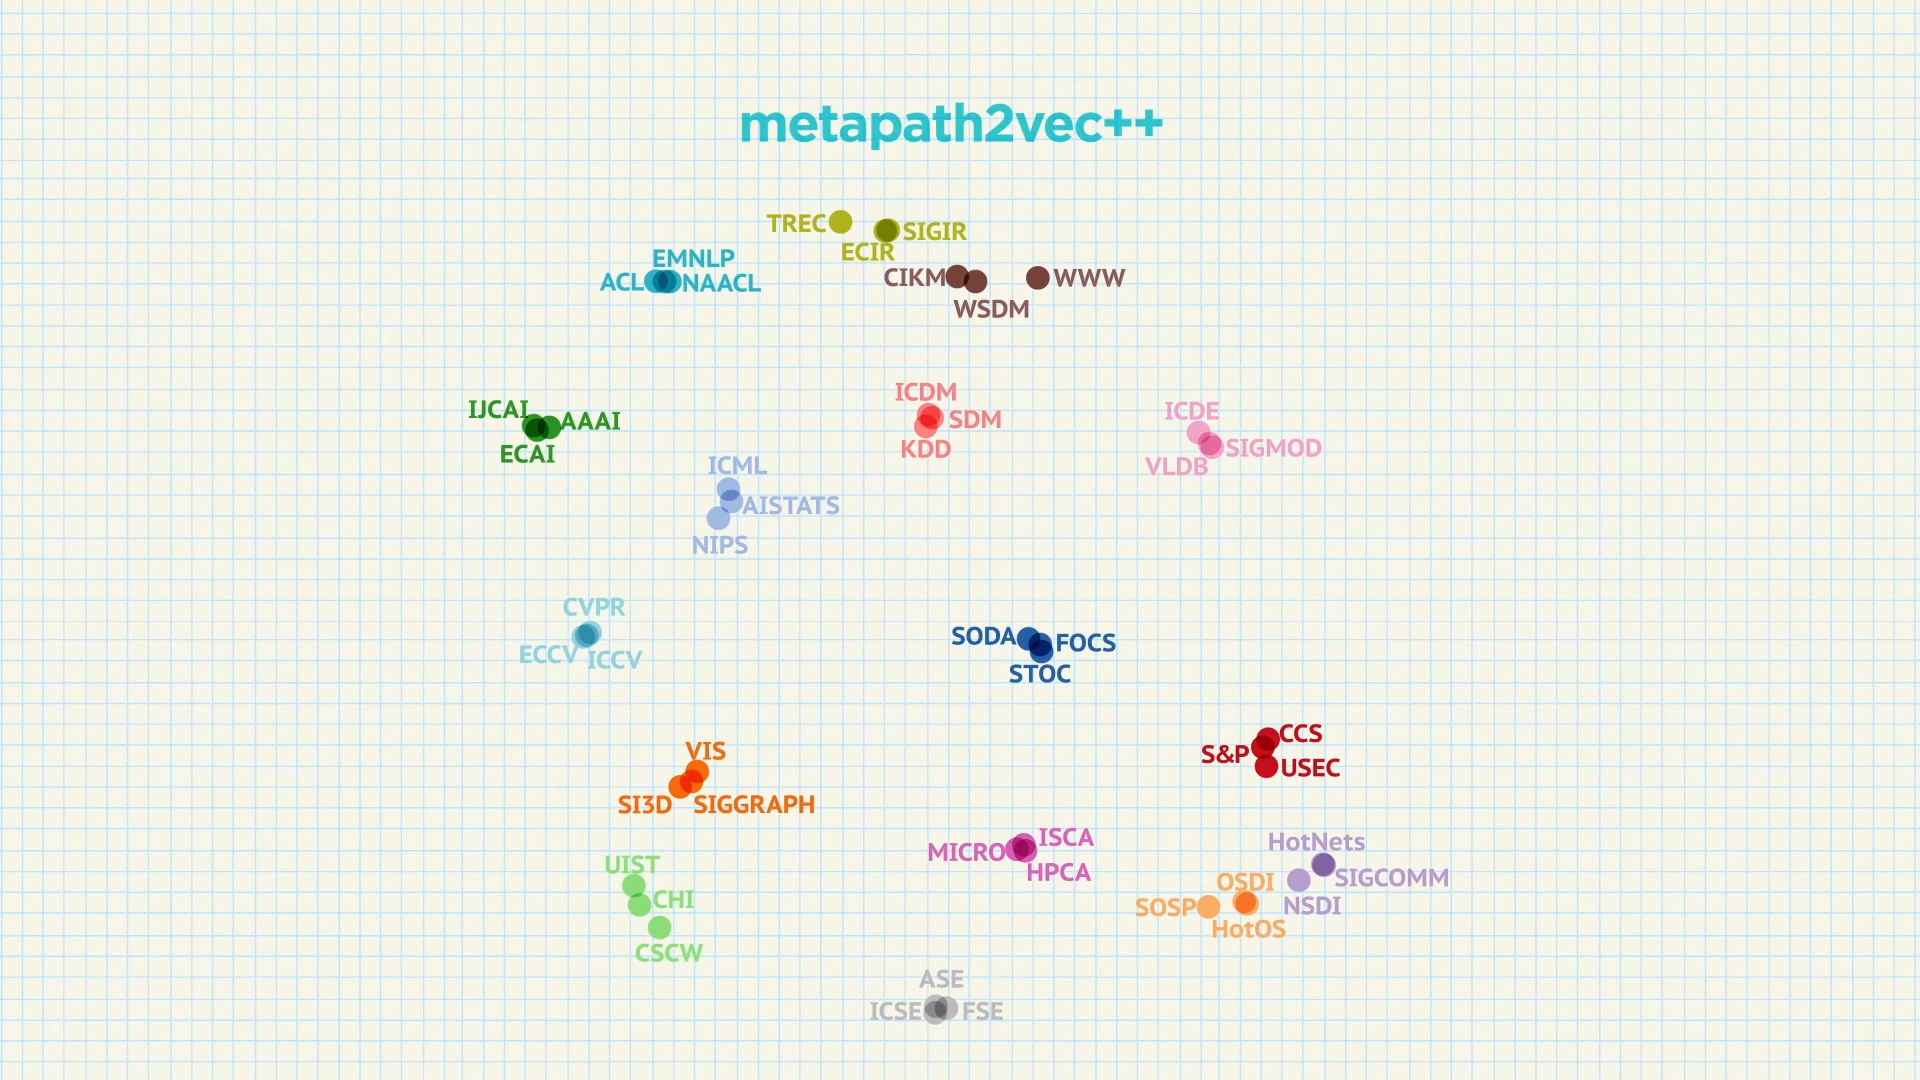 metapath2vec++
TREC
SIGIR
ECIR
EMNLP
ACL
NAACL
CIKM
WWW
WSDM
IJCAI
AAAI
ECAI
ICDM
SDM
KDD
ICDE
SIGMOD
VLDB
ICML
AISTATS
NIPS
CVPR
ECCV
ICCV
SODA
FOCS
STOC
CCS
S&P
USEC
VIS
SI3D
SIGGRAPH
ISCA
MICRO
HPCA
HotNets
SIGCOMM
NSDI
OSDI
SOSP
HotOS
UIST
CHI
CSCW
ASE
ICSE
FSE